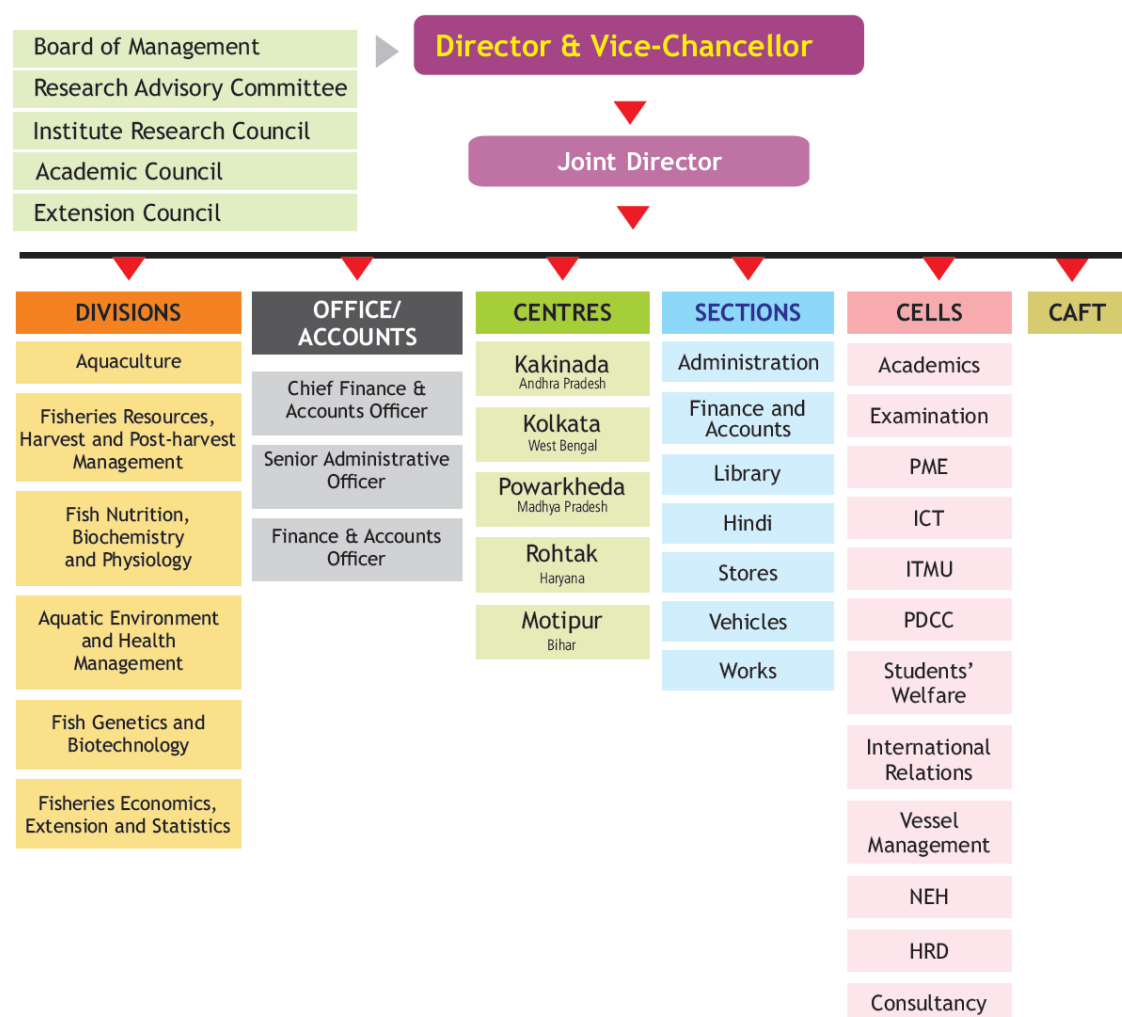 Board of Management
Research Advisory Committee
Institute Research Council
Academic Council
Extension Council
Director & Vice-Chancellor
Joint Director
DIVISIONS
Aquaculture
Fisheries Resources,
Harvest and Post-harvest
Management
Fish Nutrition,
Biochemistry
and Physiology
Aquatic Environment
and Health
Management
Fish Genetics and
Biotechnology
Fisheries Economics,
Extension and Statistics
OFFICE/
ACCOUNTS
Chief Finance &
Accounts Officer
Senior Administrative
Officer
Finance & Accounts
Officer
CENTRES
Kakinada
Andhra Pradesh
Kolkata
West Bengal
Powarkheda
Madhya Pradesh
Rohtak
Haryana
Motipur
Bihar
SECTIONS
Administration
Finance and
Accounts
Library
Hindi
Stores
Vehicles
Works
CELLS
Academics
Examination
PME
ICT
ITMU
PDCC
Students’
Welfare
International
Relations
Vessel
Management
NEH
HRD
Consultancy
CAFT